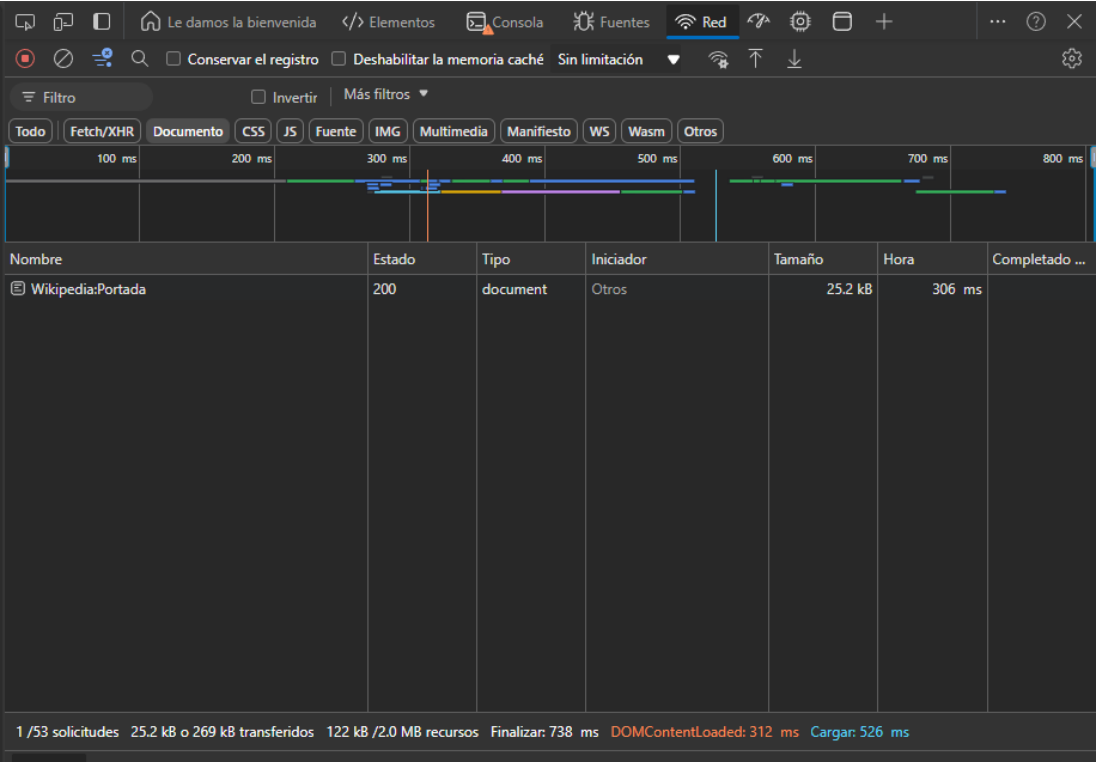 Le damos la bienvenida </> Elementos Consola Fuentes Red
Conservar el registro Deshabilitar la memoria caché Sin limitación
Filtro Invertir Más filtros
Todo Fetch/XHR Documento CSS JS Fuente IMG Multimedia Manifiesto WS Wasm Otros
100 ms 200 ms 300 ms 400 ms 500 ms 600 ms 700 ms 800 ms
Nombre Estado Tipo Iniciador Tamaño Hora Completado ...
Wikipedia:Portada 200 document Otros 25.2 kB 306 ms
1 /53 solicitudes 25.2 kB o 269 kB transferidos 122 kB /2.0 MB recursos Finalizar: 738 ms DOMContentLoaded: 312 ms Cargar: 526 ms